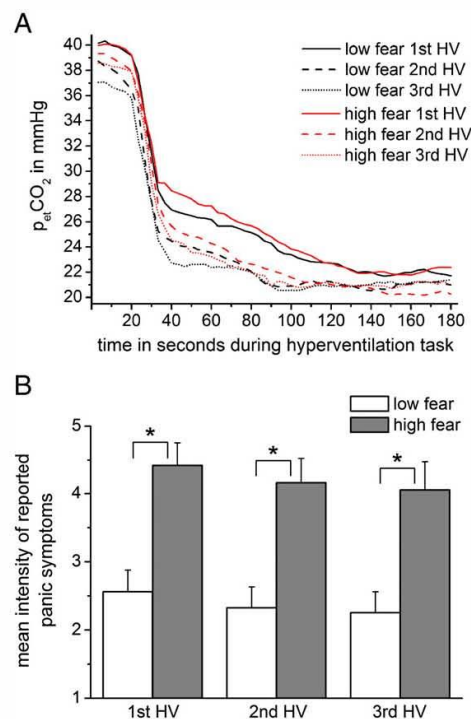 A
low fear 1st HV
low fear 2nd HV
low fear 3rd HV
high fear 1st HV
high fear 2nd HV
high fear 3rd HV
40
38
36
34
32
30
28
26
24
22
20
petCO2 in mmHg
0 20 40 60 80 100 120 140 160 180
time in seconds during hyperventilation task
B
low fear
high fear
5
4
3
2
1
mean intensity of reported
panic symptoms
* * *
1st HV 2nd HV 3rd HV